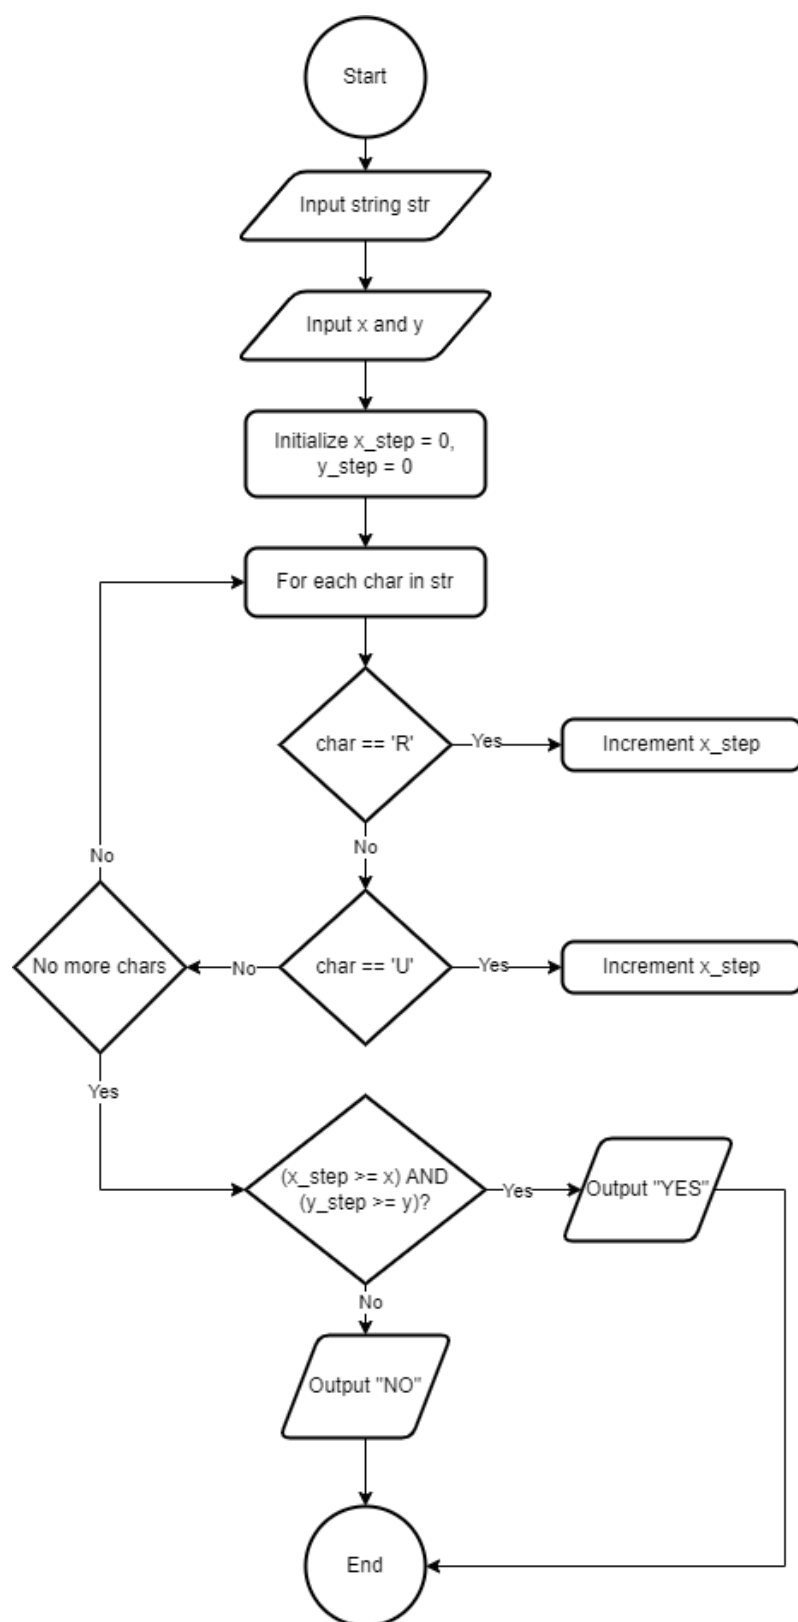 Start
Input string str
Input x and y
Initialize x_step = 0,
y_step = 0
For each char in str
char == 'R'
Yes
Increment x_step
No
No
No more chars
No
char == 'U'
Yes
Increment x_step
Yes
(x_step >= x) AND
(y_step >= y)?
Yes
Output "YES"
No
Output "NO"
End